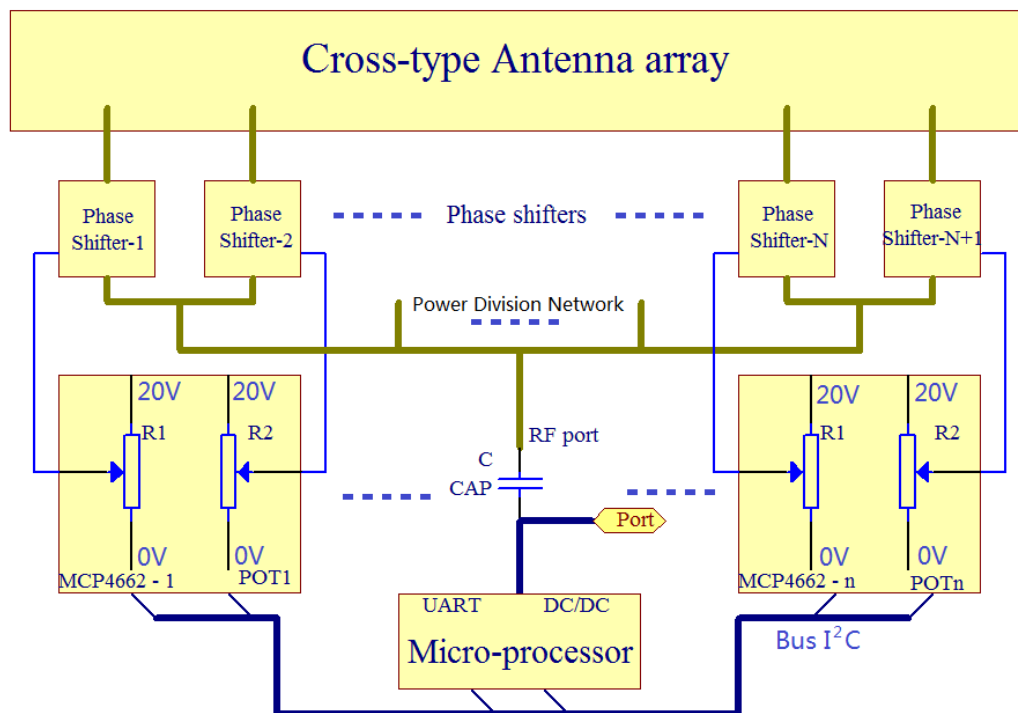 Cross-type Antenna array
Phase
Shifter-1
Phase
Shifter-2
Phase shifters
Phase
Shifter-N
Phase
Shifter-N+1
Power Division Network
20V
20V
R1
R2
0V
0V
MCP4662 - 1
POT1
RF port
C
CAP
Port
20V
20V
R1
R2
0V
0V
MCP4662 - n
POTn
UART
DC/DC
Micro-processor
Bus I²C